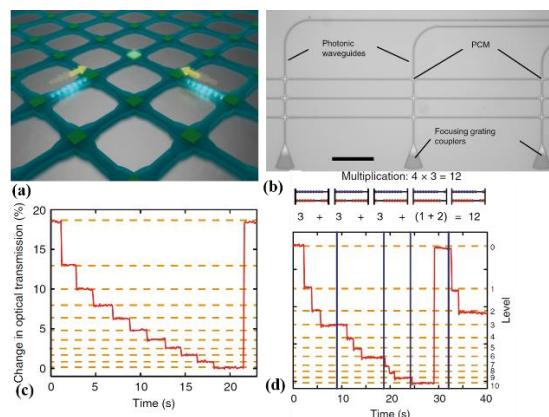 (a)
Photonic waveguides
PCM
Focusing grating couplers
(b)
Multiplication: 4 × 3 = 12
3 + 3 + 3 + (1 + 2) = 12
Change in optical transmission (%)
20
18
15
10
5
0
(c)
0 5 10 15 20
Time (s)
0
1
2
3
4
5
6
7
8
9
10
Level
(d)
0 10 20 30 40
Time (s)